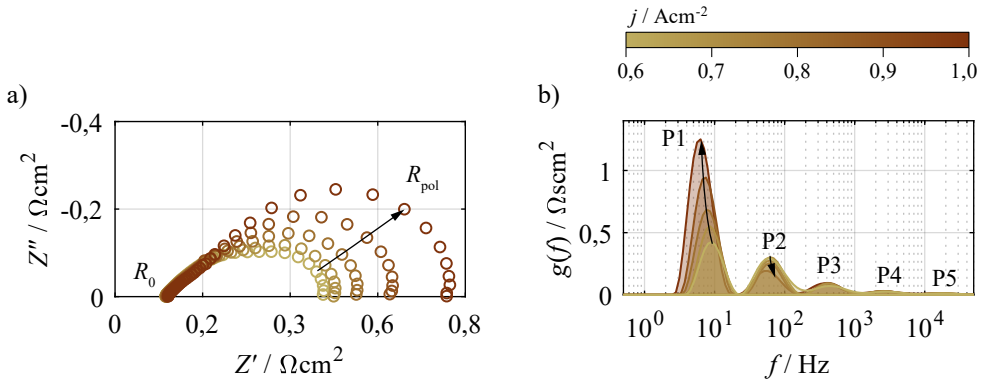 j / Acm-2
0,6 0,7 0,8 0,9 1,0
a)
-0,4
-0,2
0
Z'' / Ωcm2
R0
Rpol
0 0,2 0,3 0,6 0,8
Z' / Ωcm2
b)
1
0,5
0
g(f) / Ωscm2
P1
P2
P3
P4
P5
100 101 102 103 104
f / Hz